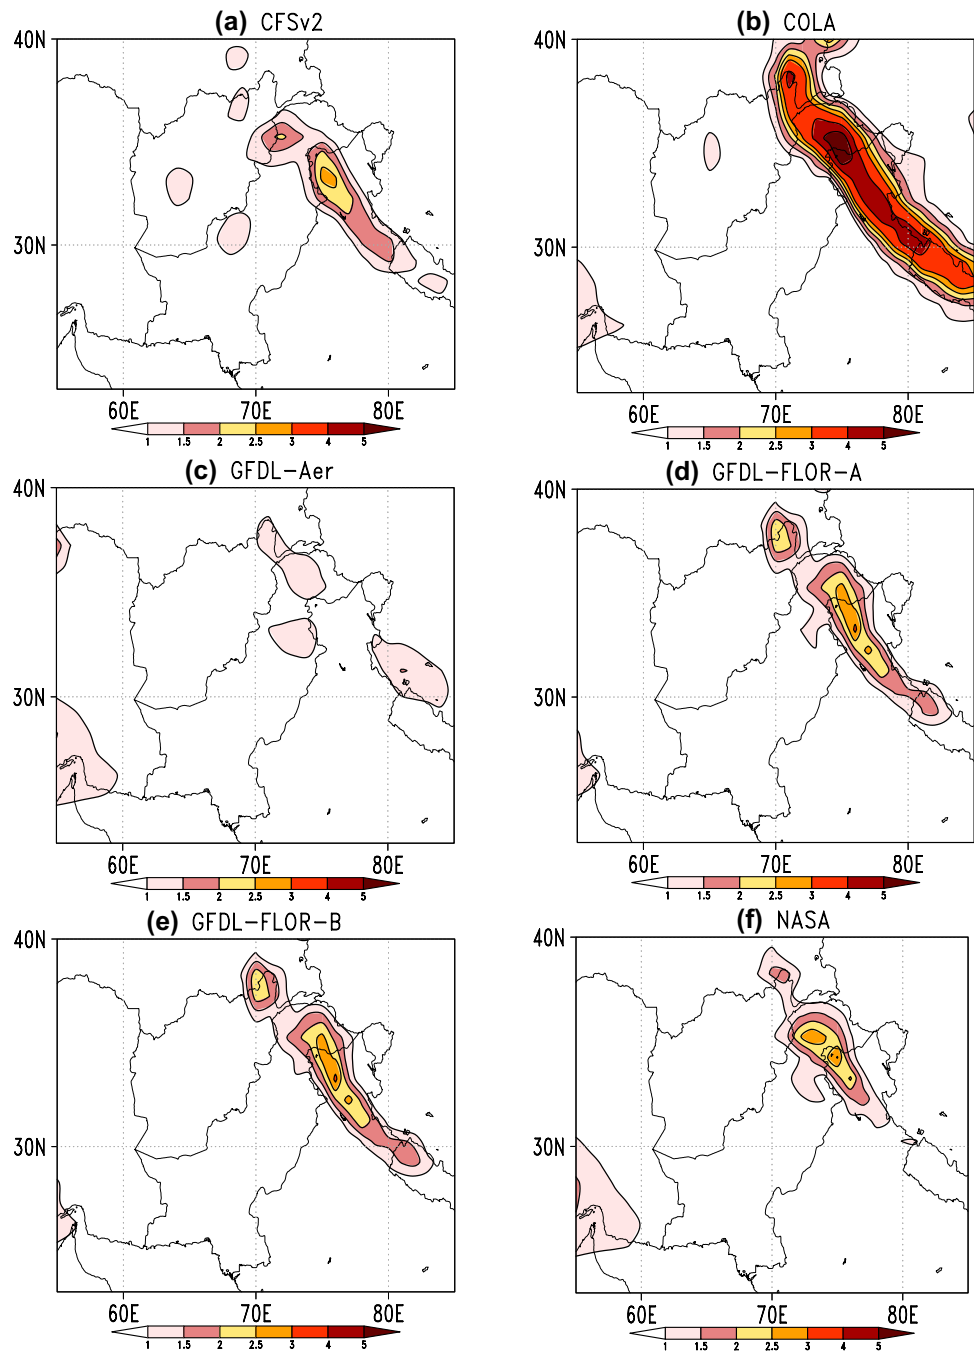 (a) CFSv2
40N
30N
60E 70E 80E
1 1.5 2 2.5 3 4 5
(b) COLA
40N
30N
60E 70E 80E
1 1.5 2 2.5 3 4 5
(c) GFDL-Aer
40N
30N
60E 70E 80E
1 1.5 2 2.5 3 4 5
(d) GFDL-FLOR-A
40N
30N
60E 70E 80E
1 1.5 2 2.5 3 4 5
(e) GFDL-FLOR-B
40N
30N
60E 70E 80E
1 1.5 2 2.5 3 4 5
(f) NASA
40N
30N
60E 70E 80E
1 1.5 2 2.5 3 4 5